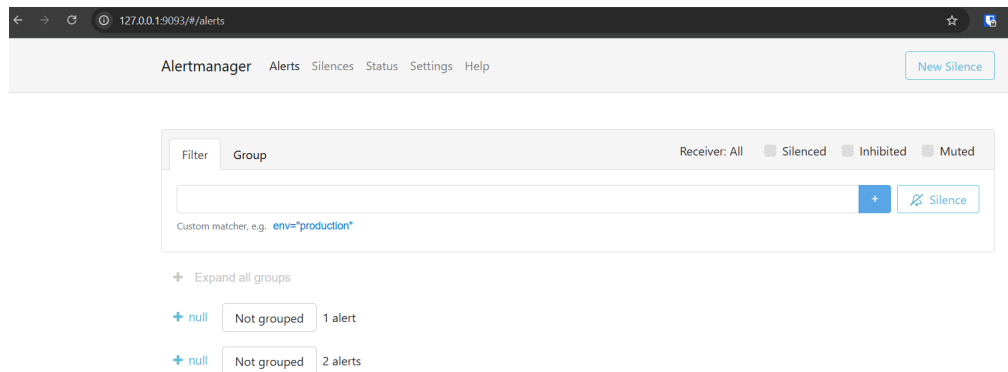 127.0.0.1:9093/#/alerts
Alertmanager Alerts Silences Status Settings Help New Silence
Filter Group Receiver: All Silenced Inhibited Muted
+ Silence
Custom matcher, e.g. env="production"
+ Expand all groups
+ null Not grouped 1 alert
+ null Not grouped 2 alerts